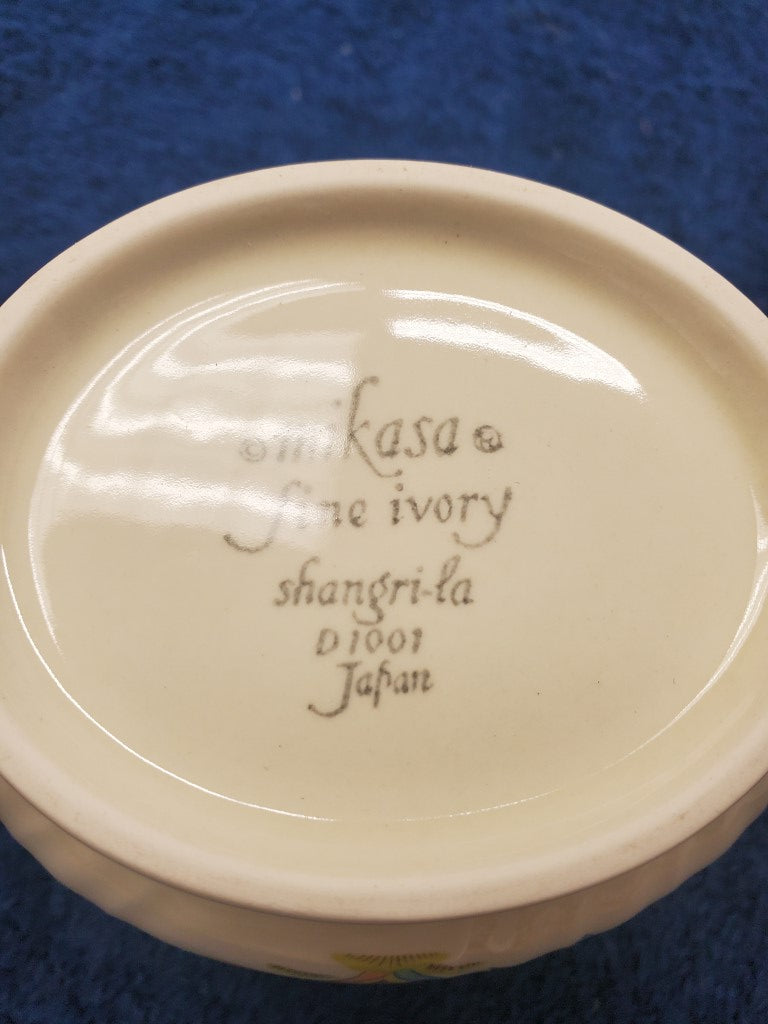 © mikasa ®
fine ivory
shangri-la
D1001
Japan